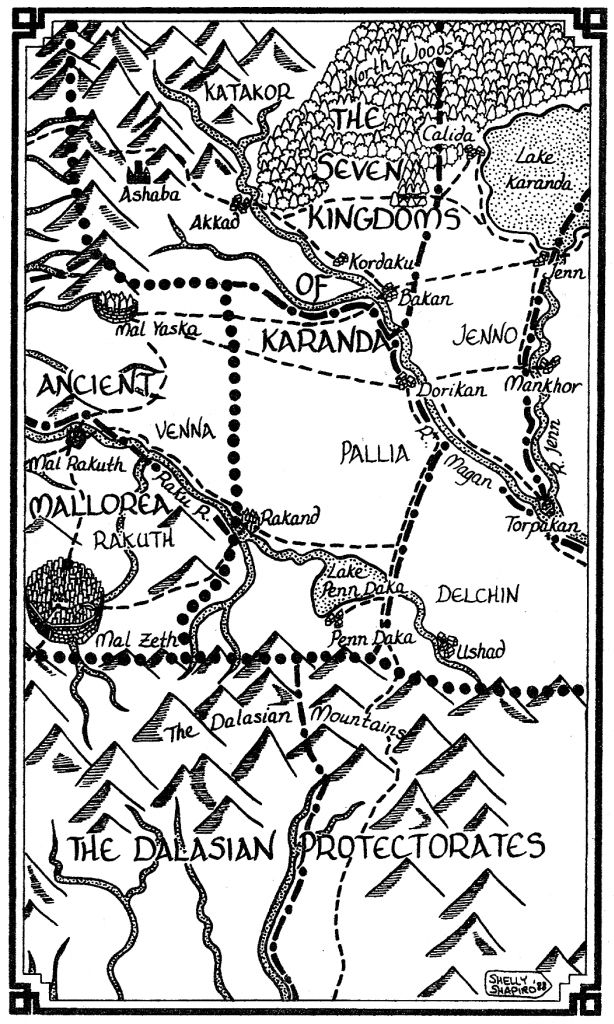 North Woods
KATAKOR
THE
Calida
SEVEN
Lake
Karanda
Ashaba
Akkad
KINGDOMS
Kordaku
Jenn
OF
Bakan
Mal Yaska
KARANDA
JENNO
ANCIENT
Dorikan
Mankhor
VENNA
PALLIA
R.
Magan
R. Jenn
Mal Rakuth
Raku R.
MALLOREA
Rakand
Torpakan
RAKUTH
Lake
Penn Daka
DELCHIN
Mal Zeth
Penn Daka
Ushad
The Dalasian Mountains
THE DALASIAN PROTECTORATES
SHELLY
SHAPIRO '88